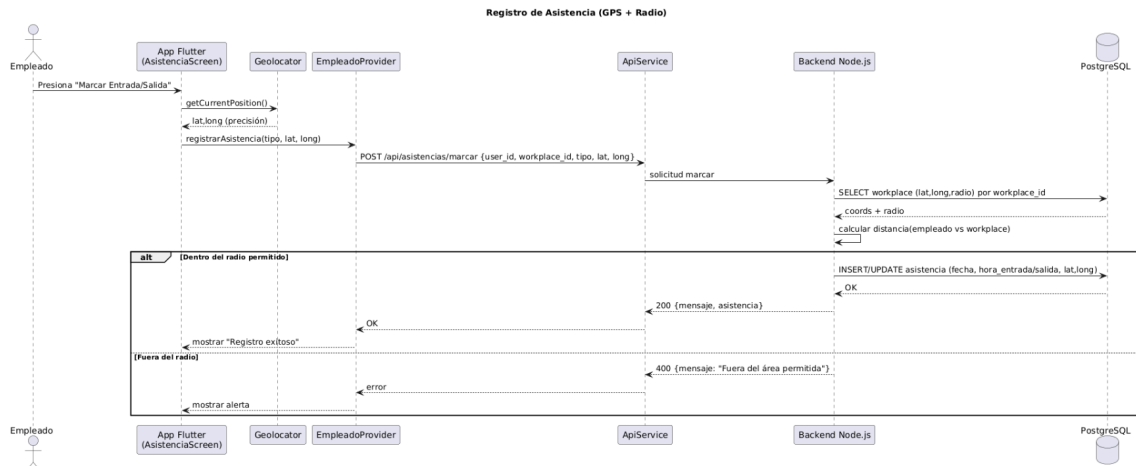 Registro de Asistencia (GPS + Radio)
Empleado
App Flutter
(AsistenciaScreen)
Geolocator
EmpleadoProvider
ApiService
Backend Node.js
PostgreSQL
Presiona "Marcar Entrada/Salida"
getCurrentPosition()
lat,long (precisión)
registrarAsistencia(tipo, lat, long)
POST /api/asistencias/marcar {user_id, workplace_id, tipo, lat, long}
solicitud marcar
SELECT workplace (lat,long,radio) por workplace_id
coords + radio
calcular distancia(empleado vs workplace)
alt [Dentro del radio permitido]
INSERT/UPDATE asistencia (fecha, hora_entrada/salida, lat,long)
OK
200 {mensaje, asistencia}
OK
mostrar "Registro exitoso"
[Fuera del radio]
400 {mensaje: "Fuera del área permitida"}
error
mostrar alerta
Empleado
App Flutter
(AsistenciaScreen)
Geolocator
EmpleadoProvider
ApiService
Backend Node.js
PostgreSQL